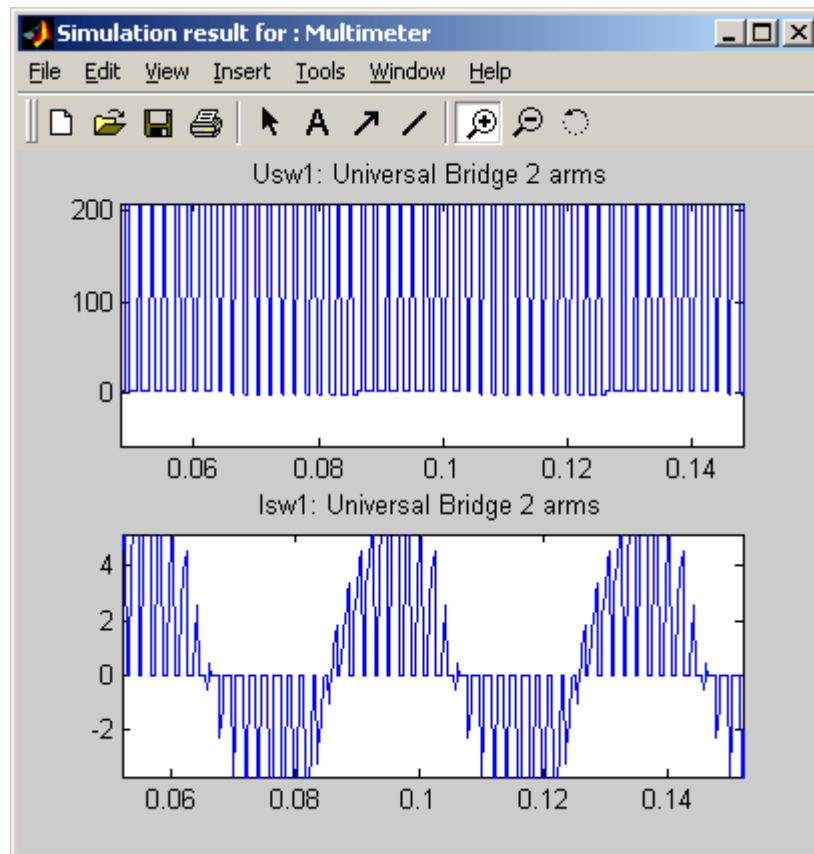 Simulation result for : Multimeter
File Edit View Insert Tools Window Help
A
Usw1: Universal Bridge 2 arms
200
100
0
0.06 0.08 0.1 0.12 0.14
Isw1: Universal Bridge 2 arms
4
2
0
-2
0.06 0.08 0.1 0.12 0.14